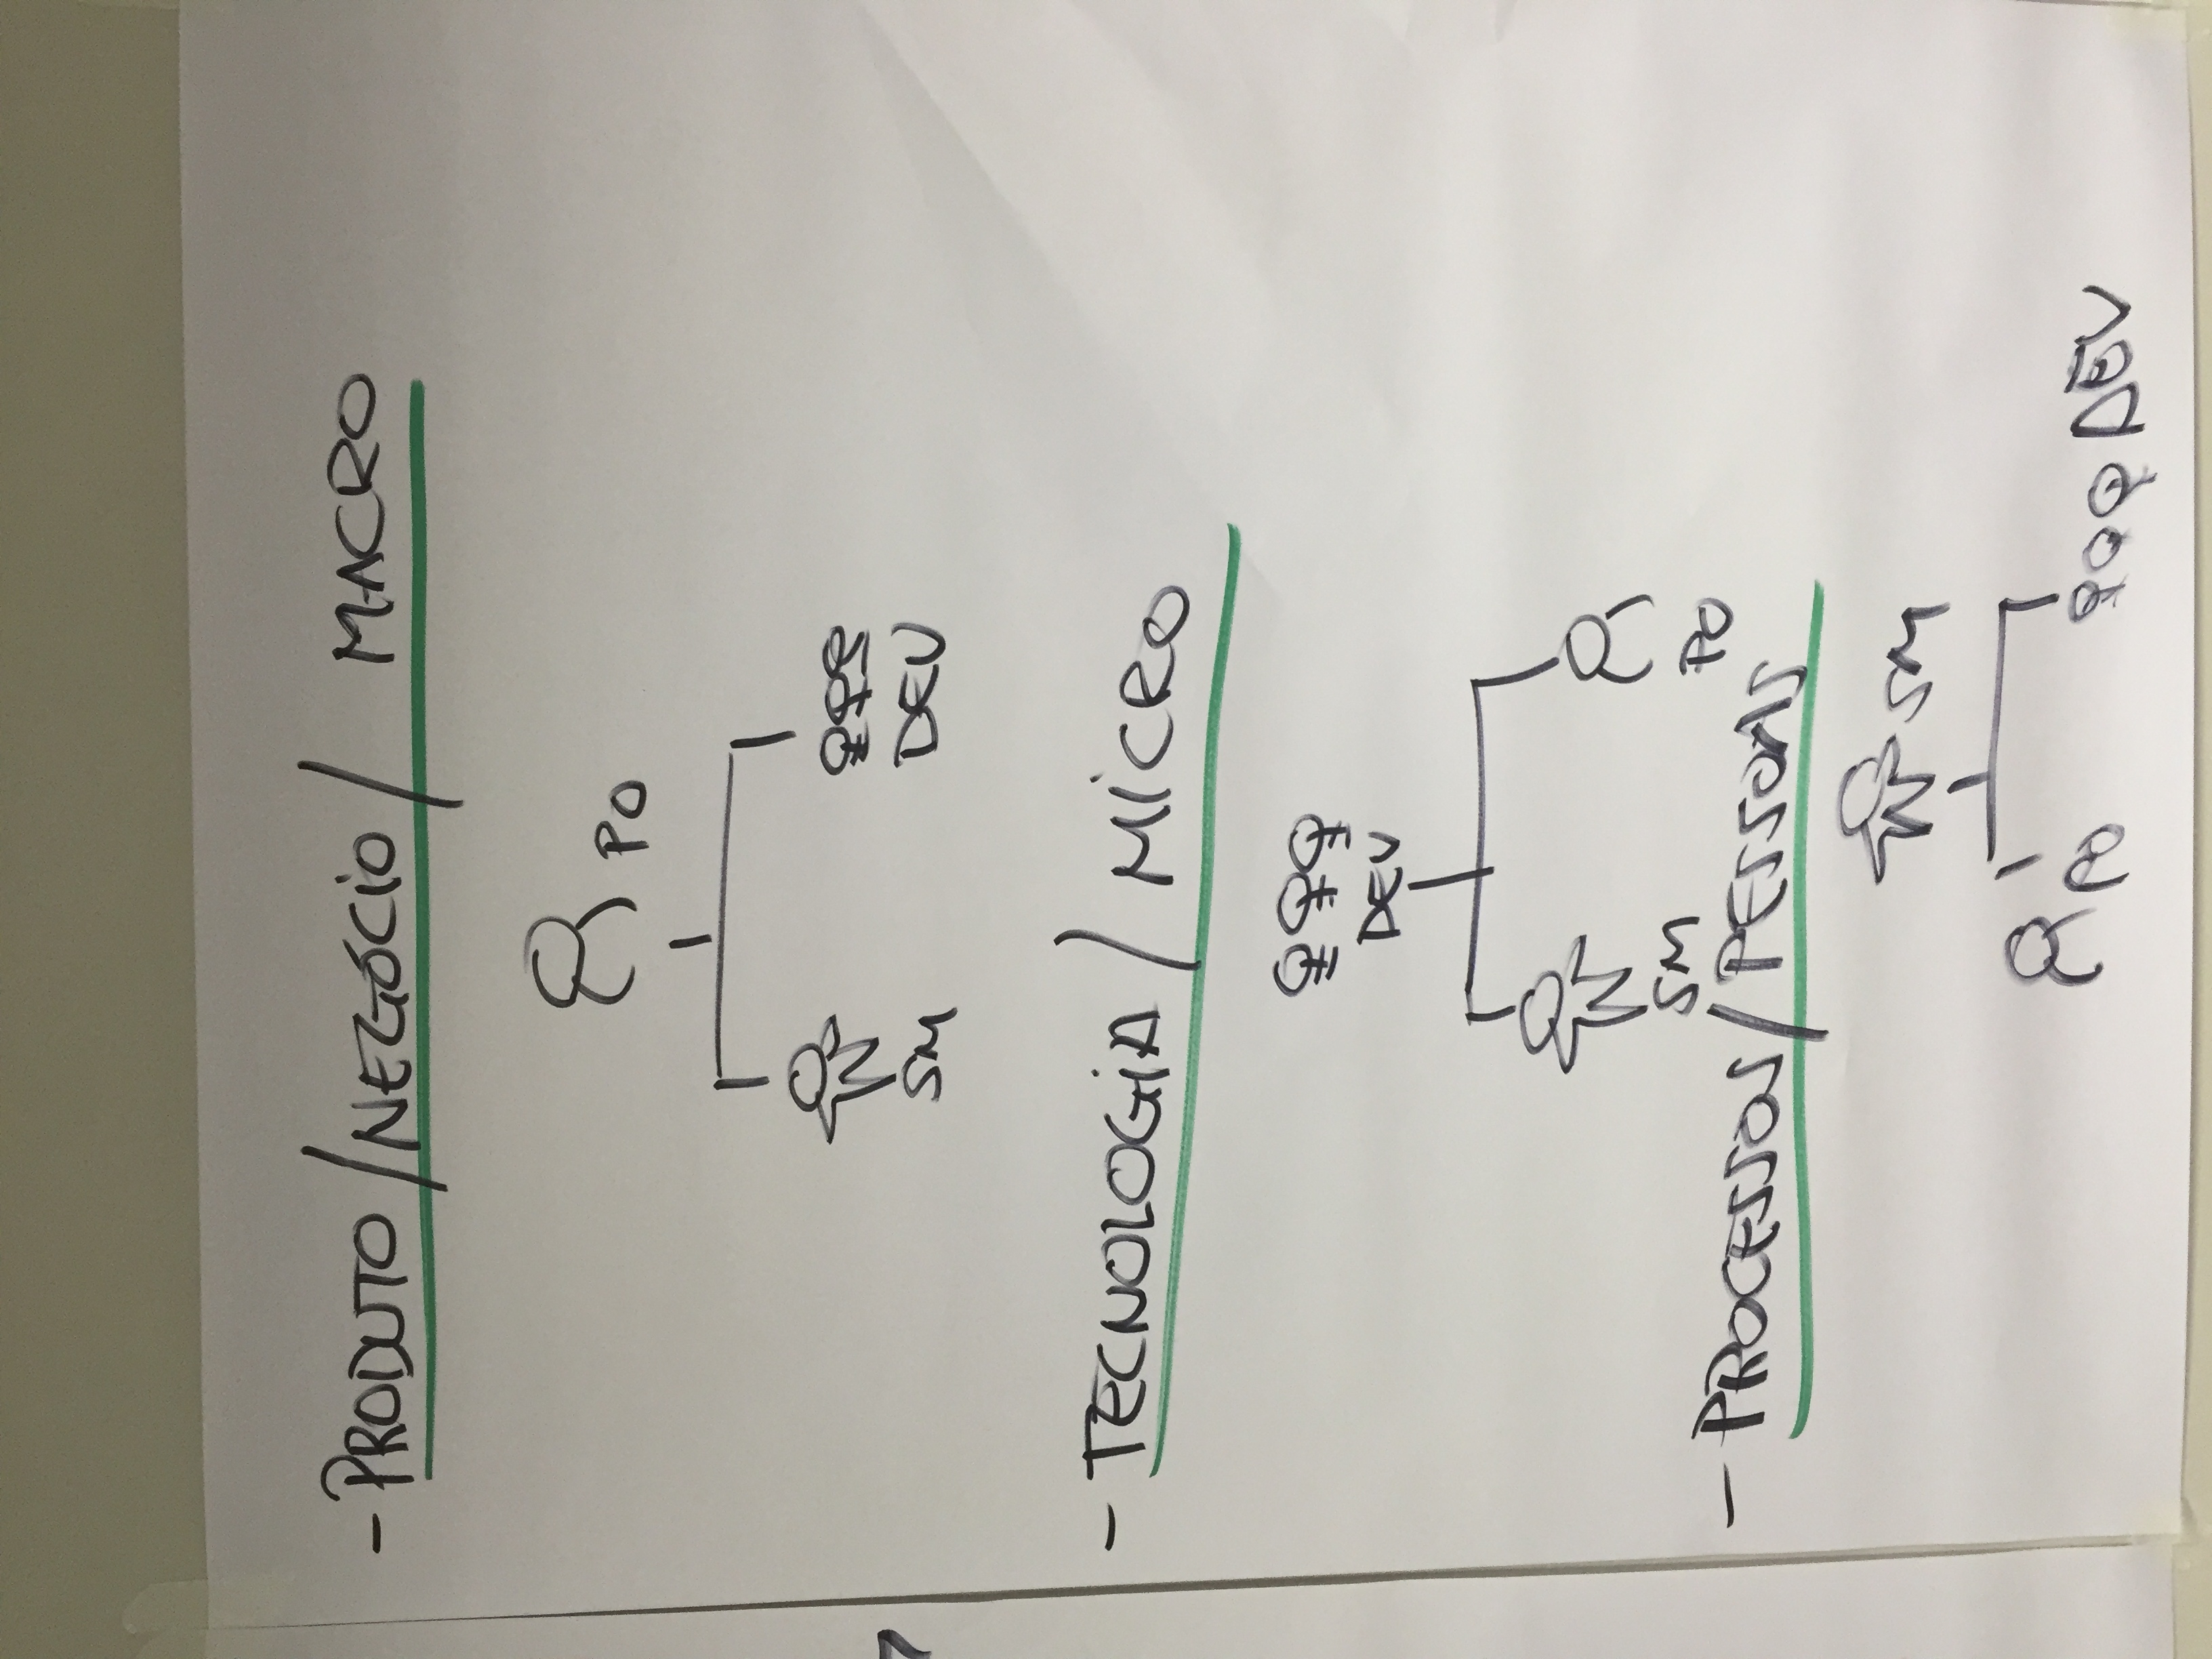 - PRODUTO / NEGÓCIO / MACRO
PO
SM DEV
- TECNOLOGIA / MICRO
DEV
SM PO
- PROCESSOS / PESSOAS
SM
PO DEV